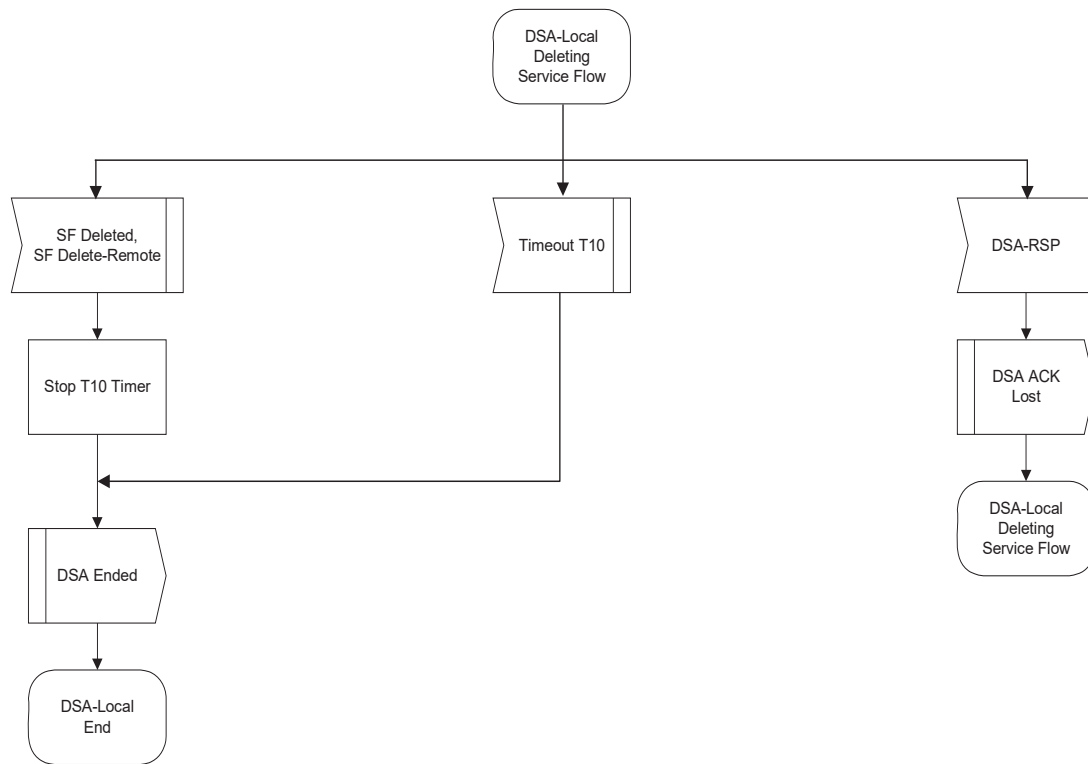 DSA-Local
Deleting
Service Flow
SF Deleted,
SF Delete-Remote
Timeout T10
DSA-RSP
Stop T10 Timer
DSA ACK
Lost
DSA-Local
Deleting
Service Flow
DSA Ended
DSA-Local
End